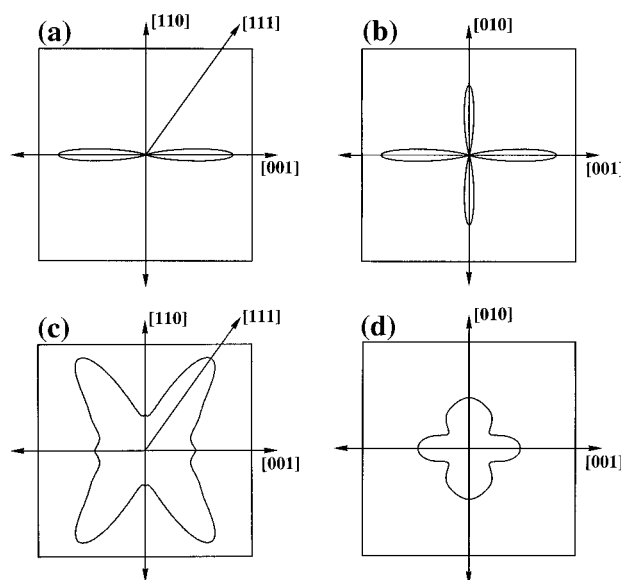 (a) [110] [111]
[001]
(b) [010]
[001]
(c) [110] [111]
[001]
(d) [010]
[001]